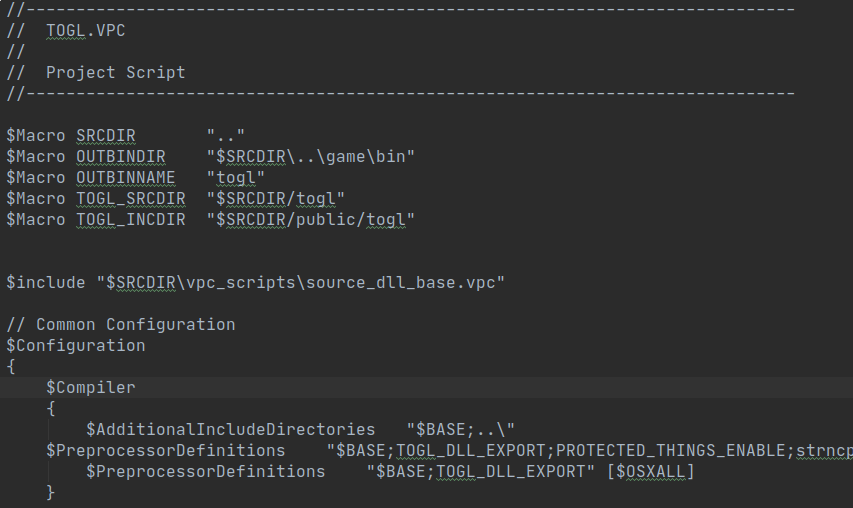 //-----------------------------------------------------------------------------
//  TOGL.VPC
//
//  Project Script
//-----------------------------------------------------------------------------
$Macro SRCDIR       ".."
$Macro OUTBINDIR    "$SRCDIR\..\game\bin"
$Macro OUTBINNAME   "togl"
$Macro TOGL_SRCDIR  "$SRCDIR/togl"
$Macro TOGL_INCDIR  "$SRCDIR/public/togl"
$include "$SRCDIR\vpc_scripts\source_dll_base.vpc"
// Common Configuration
$Configuration
{
    $Compiler
    {
        $AdditionalIncludeDirectories   "$BASE;..\"
    $PreprocessorDefinitions    "$BASE;TOGL_DLL_EXPORT;PROTECTED_THINGS_ENABLE;strncp
        $PreprocessorDefinitions    "$BASE;TOGL_DLL_EXPORT" [$OSXALL]
    }